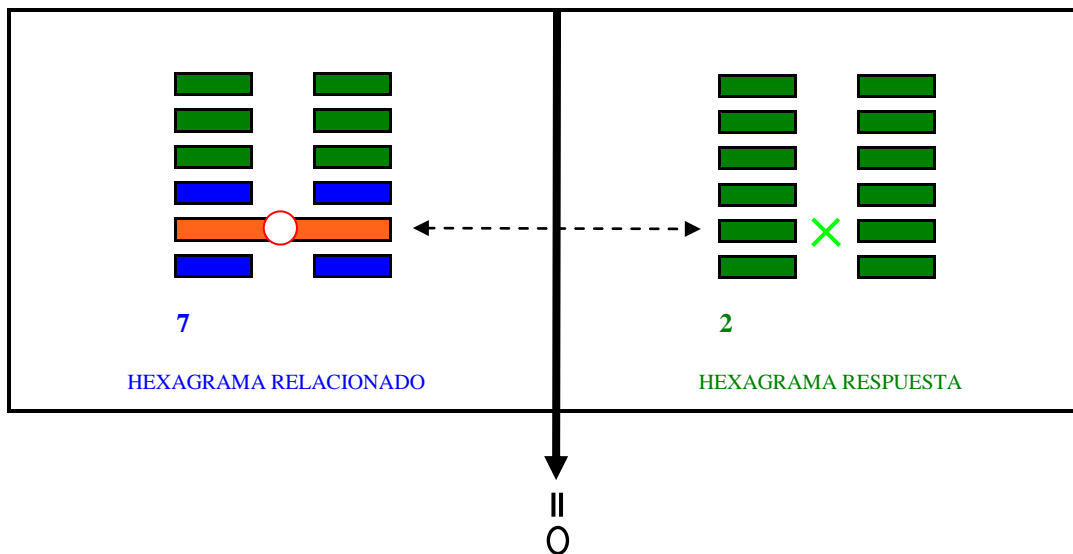 7
HEXAGRAMA RELACIONADO
2
HEXAGRAMA RESPUESTA
=
O